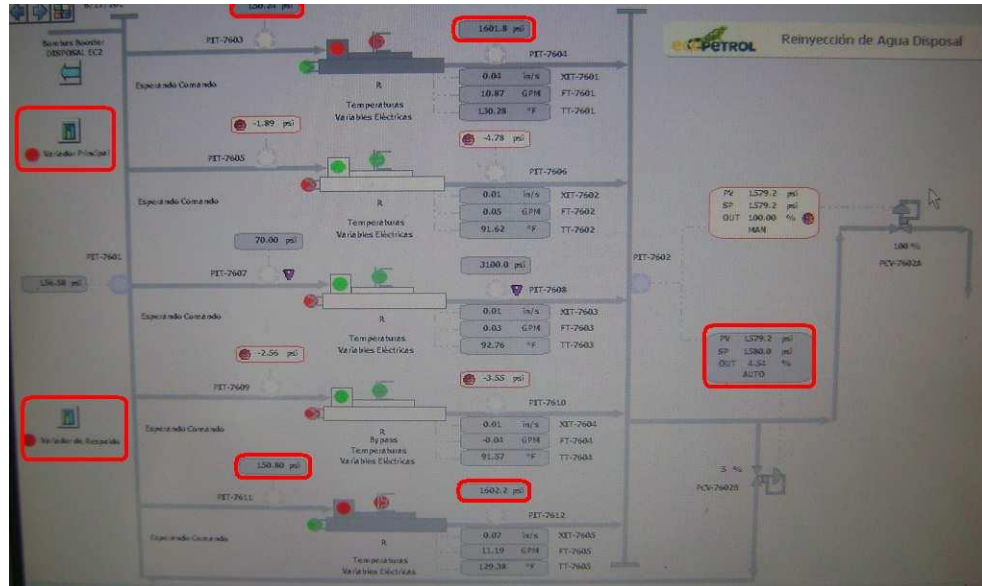 150.24 psi
Bombas Booster
DISPOSAL EC2
PIT-7603
1601.8 psi
PIT-7604
ecoPETROL
Reinyección de Agua Disposal
Esperando Comando
R
Temperaturas
Variables Eléctricas
0.04 in/s XIT-7601
10.87 GPM FT-7601
130.28 °F TT-7601
Variador Principal
-1.89 psi
-4.78 psi
PIT-7605
PIT-7606
Esperando Comando
R
Temperaturas
Variables Eléctricas
0.01 in/s XIT-7602
0.05 GPM FT-7602
91.62 °F TT-7602
PV 1579.2 psi
SP 1579.2 psi
OUT 100.00 %
MAN
100 %
PCV-7602A
PIT-7601
70.00 psi
3100.0 psi
PIT-7602
PIT-7607
PIT-7608
Esperando Comando
R
Temperaturas
Variables Eléctricas
0.01 in/s XIT-7603
0.03 GPM FT-7603
92.76 °F TT-7603
PV 1579.2 psi
SP 1580.0 psi
OUT 4.54 %
AUTO
-2.56 psi
-3.55 psi
PIT-7609
PIT-7610
Variador de Respaldo
Esperando Comando
R
Bypass
Temperaturas
Variables Eléctricas
0.01 in/s XIT-7604
-0.04 GPM FT-7604
91.57 °F TT-7604
150.80 psi
1602.2 psi
5 %
PCV-7602B
PIT-7611
PIT-7612
Esperando Comando
R
Temperaturas
Variables Eléctricas
0.07 in/s XIT-7605
11.19 GPM FT-7605
129.38 °F TT-7605